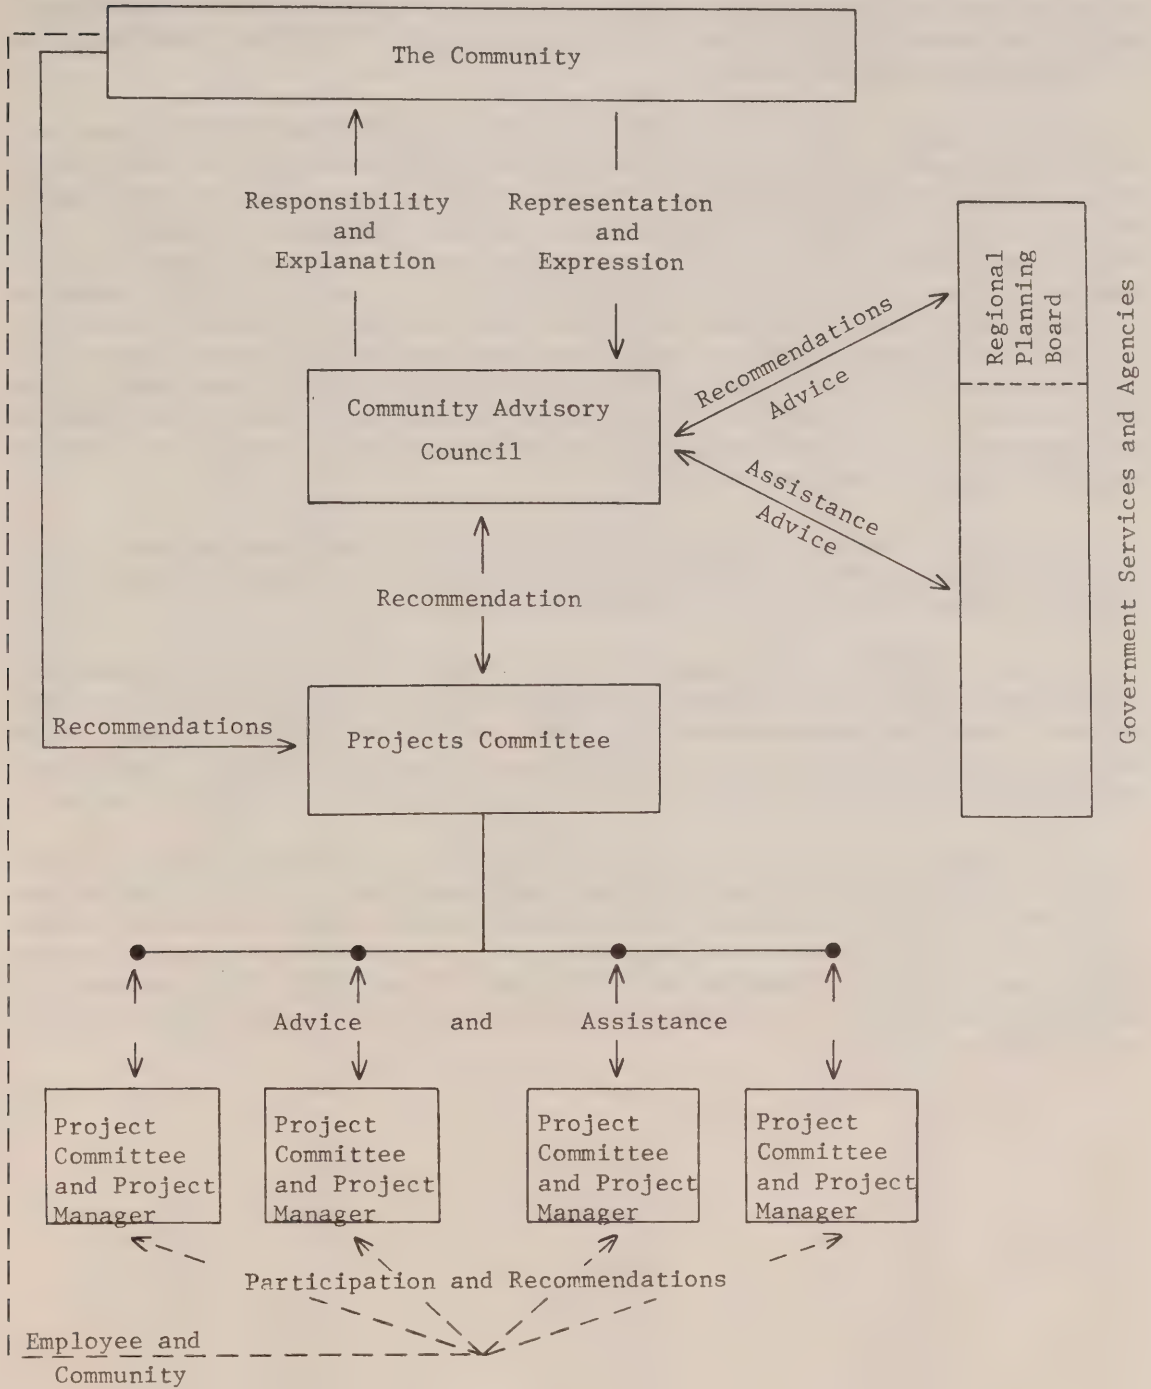 The Community
Responsibility
and
Explanation
Representation
and
Expression
Recommendations
Advice
Regional
Planning
Board
Government Services and Agencies
Community Advisory
Council
Assistance
Advice
Recommendation
Recommendations
Projects Committee
Advice and Assistance
Project
Committee
and Project
Manager
Project
Committee
and Project
Manager
Project
Committee
and Project
Manager
Project
Committee
and Project
Manager
Participation and Recommendations
Employee and
Community